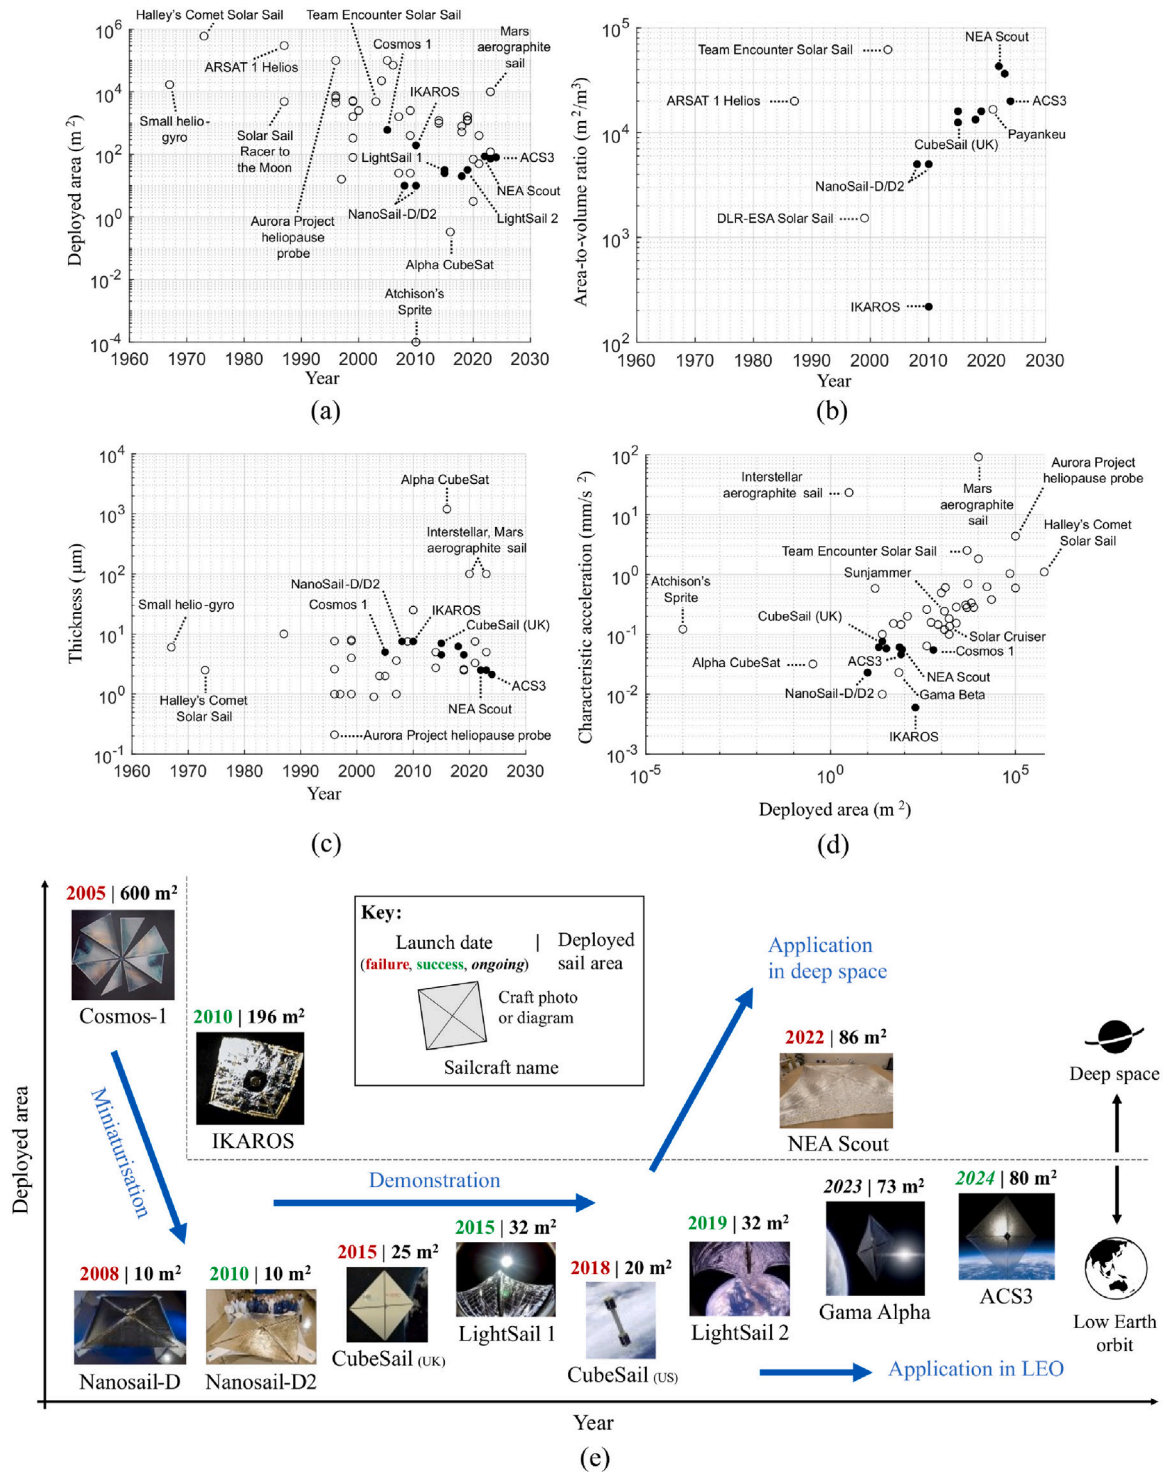 Halley's Comet Solar Sail
Team Encounter Solar Sail
Cosmos 1
Mars
aerographite
sail
ARSAT 1 Helios
IKAROS
Small helio-
gyro
Solar Sail
Racer to
the Moon
LightSail 1
ACS3
NEA Scout
NanoSail-D/D2
LightSail 2
Aurora Project
heliopause
probe
Alpha CubeSat
Atchison's
Sprite
10^6
10^4
10^2
10^0
10^-2
10^-4
Deployed area (m^2)
1960 1970 1980 1990 2000 2010 2020 2030
Year
(a)
NEA Scout
Team Encounter Solar Sail
ARSAT 1 Helios
ACS3
Payankeu
CubeSail (UK)
NanoSail-D/D2
DLR-ESA Solar Sail
IKAROS
10^5
10^4
10^3
10^2
Area-to-volume ratio (m^2/m^3)
1960 1970 1980 1990 2000 2010 2020 2030
Year
(b)
Alpha CubeSat
Interstellar, Mars
aerographite sail
NanoSail-D/D2
Cosmos 1
IKAROS
Small helio-gyro
CubeSail (UK)
Halley's Comet
Solar Sail
ACS3
NEA Scout
Aurora Project heliopause probe
10^4
10^3
10^2
10^1
10^0
10^-1
Thickness (μm)
1960 1970 1980 1990 2000 2010 2020 2030
Year
(c)
Interstellar
aerographite sail
Mars
aerographite
sail
Aurora Project
heliopause probe
Halley's Comet
Solar Sail
Team Encounter Solar Sail
Sunjammer
Atchison's
Sprite
CubeSail (UK)
Solar Cruiser
Cosmos 1
ACS3
Alpha CubeSat
NEA Scout
NanoSail-D/D2
Gama Beta
IKAROS
10^2
10^1
10^0
10^-1
10^-2
10^-3
Characteristic acceleration (mm/s^2)
10^-5 10^0 10^5
Deployed area (m^2)
(d)
2005 | 600 m²
Cosmos-1
2010 | 196 m²
IKAROS
Key:
Launch date | Deployed
(failure, success, ongoing) sail area
Craft photo
or diagram
Sailcraft name
Application
in deep space
2022 | 86 m²
NEA Scout
Deep space
Miniaturisation
Demonstration
Deployed area
2008 | 10 m²
Nanosail-D
2010 | 10 m²
Nanosail-D2
2015 | 25 m²
CubeSail (UK)
2015 | 32 m²
LightSail 1
2018 | 20 m²
CubeSail (US)
2019 | 32 m²
LightSail 2
2023 | 73 m²
Gama Alpha
2024 | 80 m²
ACS3
Low Earth
orbit
Application in LEO
Year
(e)